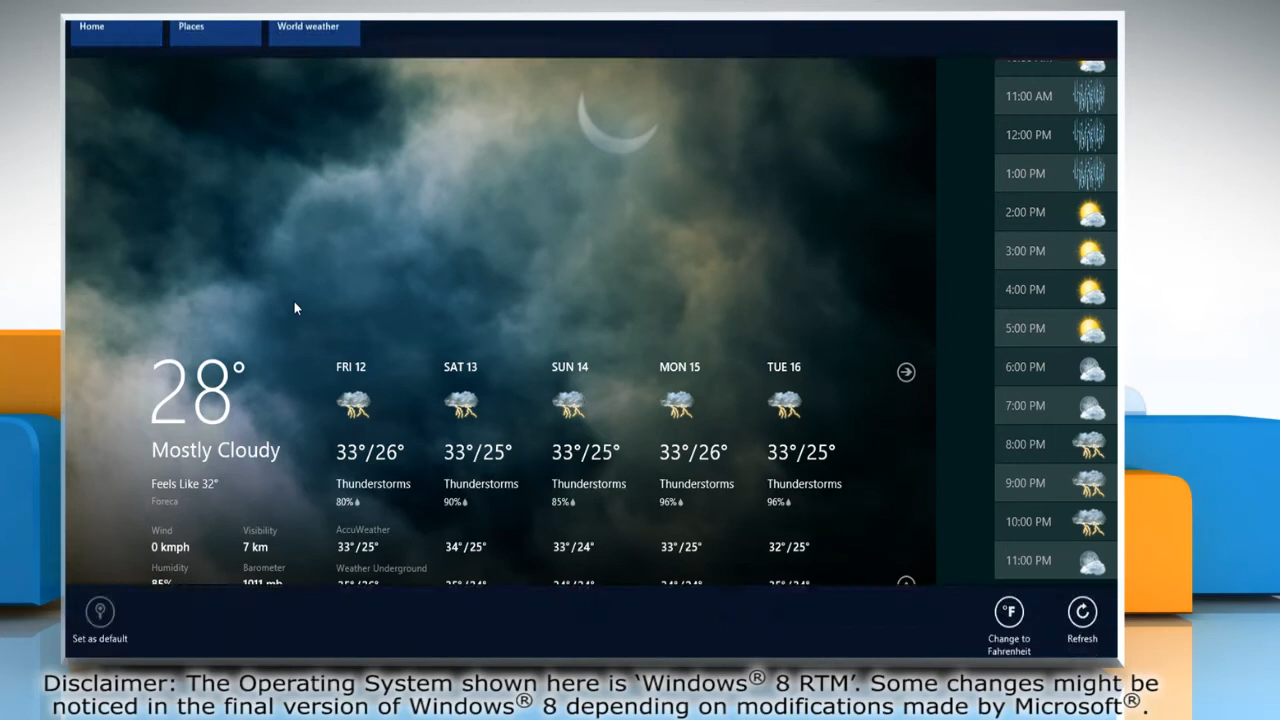 Home Places World weather
11:00 AM
12:00 PM
1:00 PM
2:00 PM
3:00 PM
4:00 PM
5:00 PM
6:00 PM
7:00 PM
8:00 PM
9:00 PM
10:00 PM
11:00 PM
28°
Mostly Cloudy
Feels Like 32°
Foreca
Wind Visibility
0 kmph 7 km
Humidity Barometer
85% 1011 mb
FRI 12 SAT 13 SUN 14 MON 15 TUE 16
33°/26° 33°/25° 33°/25° 33°/26° 33°/25°
Thunderstorms Thunderstorms Thunderstorms Thunderstorms Thunderstorms
80% 90% 85% 96% 96%
AccuWeather
33°/25° 34°/25° 33°/24° 33°/25° 32°/25°
Weather Underground
Set as default
°F
Change to
Fahrenheit
Refresh
Disclaimer: The Operating System shown here is ‘Windows® 8 RTM’. Some changes might be
noticed in the final version of Windows® 8 depending on modifications made by Microsoft®.